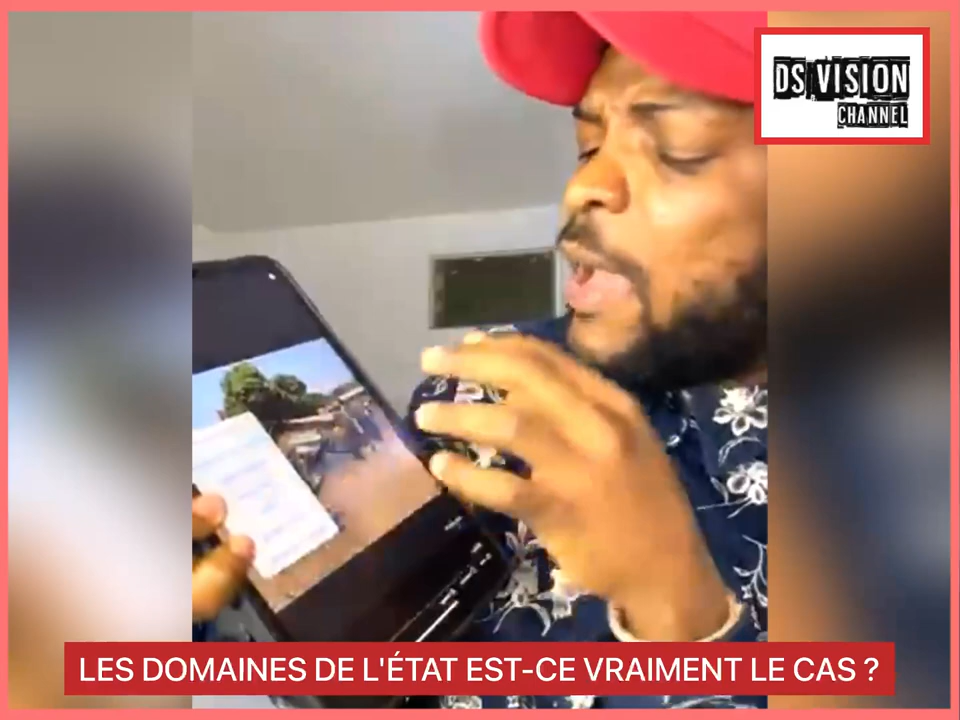 DS VISION
CHANNEL
LES DOMAINES DE L'ÉTAT EST-CE VRAIMENT LE CAS ?